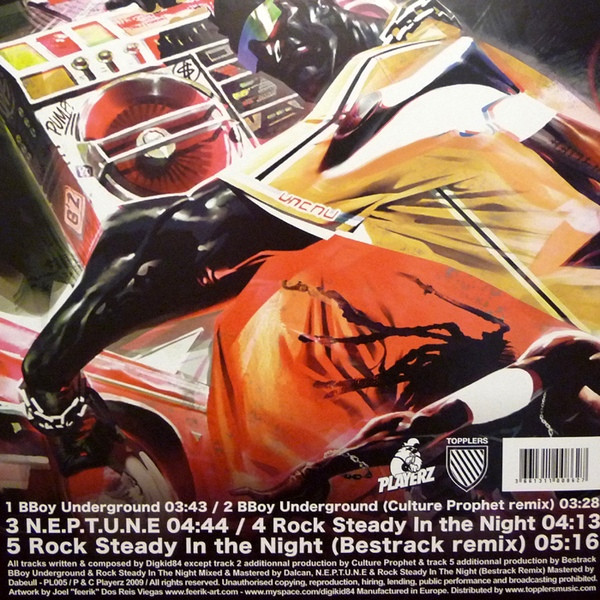 PUMA
BZ
uncnu
TOPPLERS
PLAYERZ
1 BBoy Underground 03:43 / 2 BBoy Underground (Culture Prophet remix) 03:28
3 N.E.P.T.U.N.E 04:44 / 4 Rock Steady In the Night 04:13
5 Rock Steady In the Night (Bestrack remix) 05:16
All tracks written & composed by Digkid84 except track 2 additionnal production by Culture Prophet & track 5 additionnal production by Bestrack
BBoy Underground & Rock Steady In The Night Mixed & Mastered by Dalcan, N.E.P.T.U.N.E & Rock Steady In the Night (Bestrack Remix) Mastered by
Dabeull - PL005 / P & C Playerz 2009 / All rights reserved. Unauthorised copying, reproduction, hiring, lending, public performance and broadcasting prohibited.
Artwork by Joel "feerik" Dos Reis Viegas www.feerik-art.com - www.myspace.com/digikid84 Manufactured in Europe. Distributed by www.topplersmusic.com